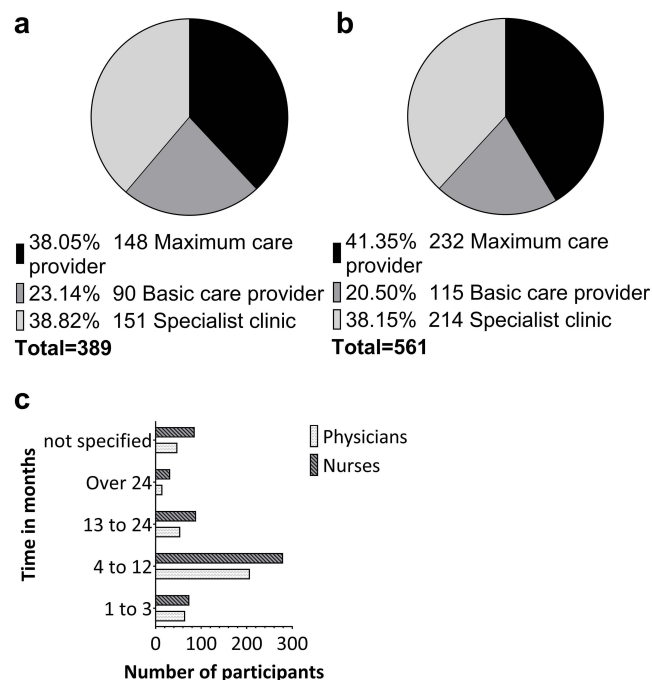 a
38.05% 148 Maximum care
provider
23.14% 90 Basic care provider
38.82% 151 Specialist clinic
Total=389
b
41.35% 232 Maximum care
provider
20.50% 115 Basic care provider
38.15% 214 Specialist clinic
Total=561
c
Time in months
not specified
Over 24
13 to 24
4 to 12
1 to 3
0 100 200 300
Number of participants
Physicians
Nurses